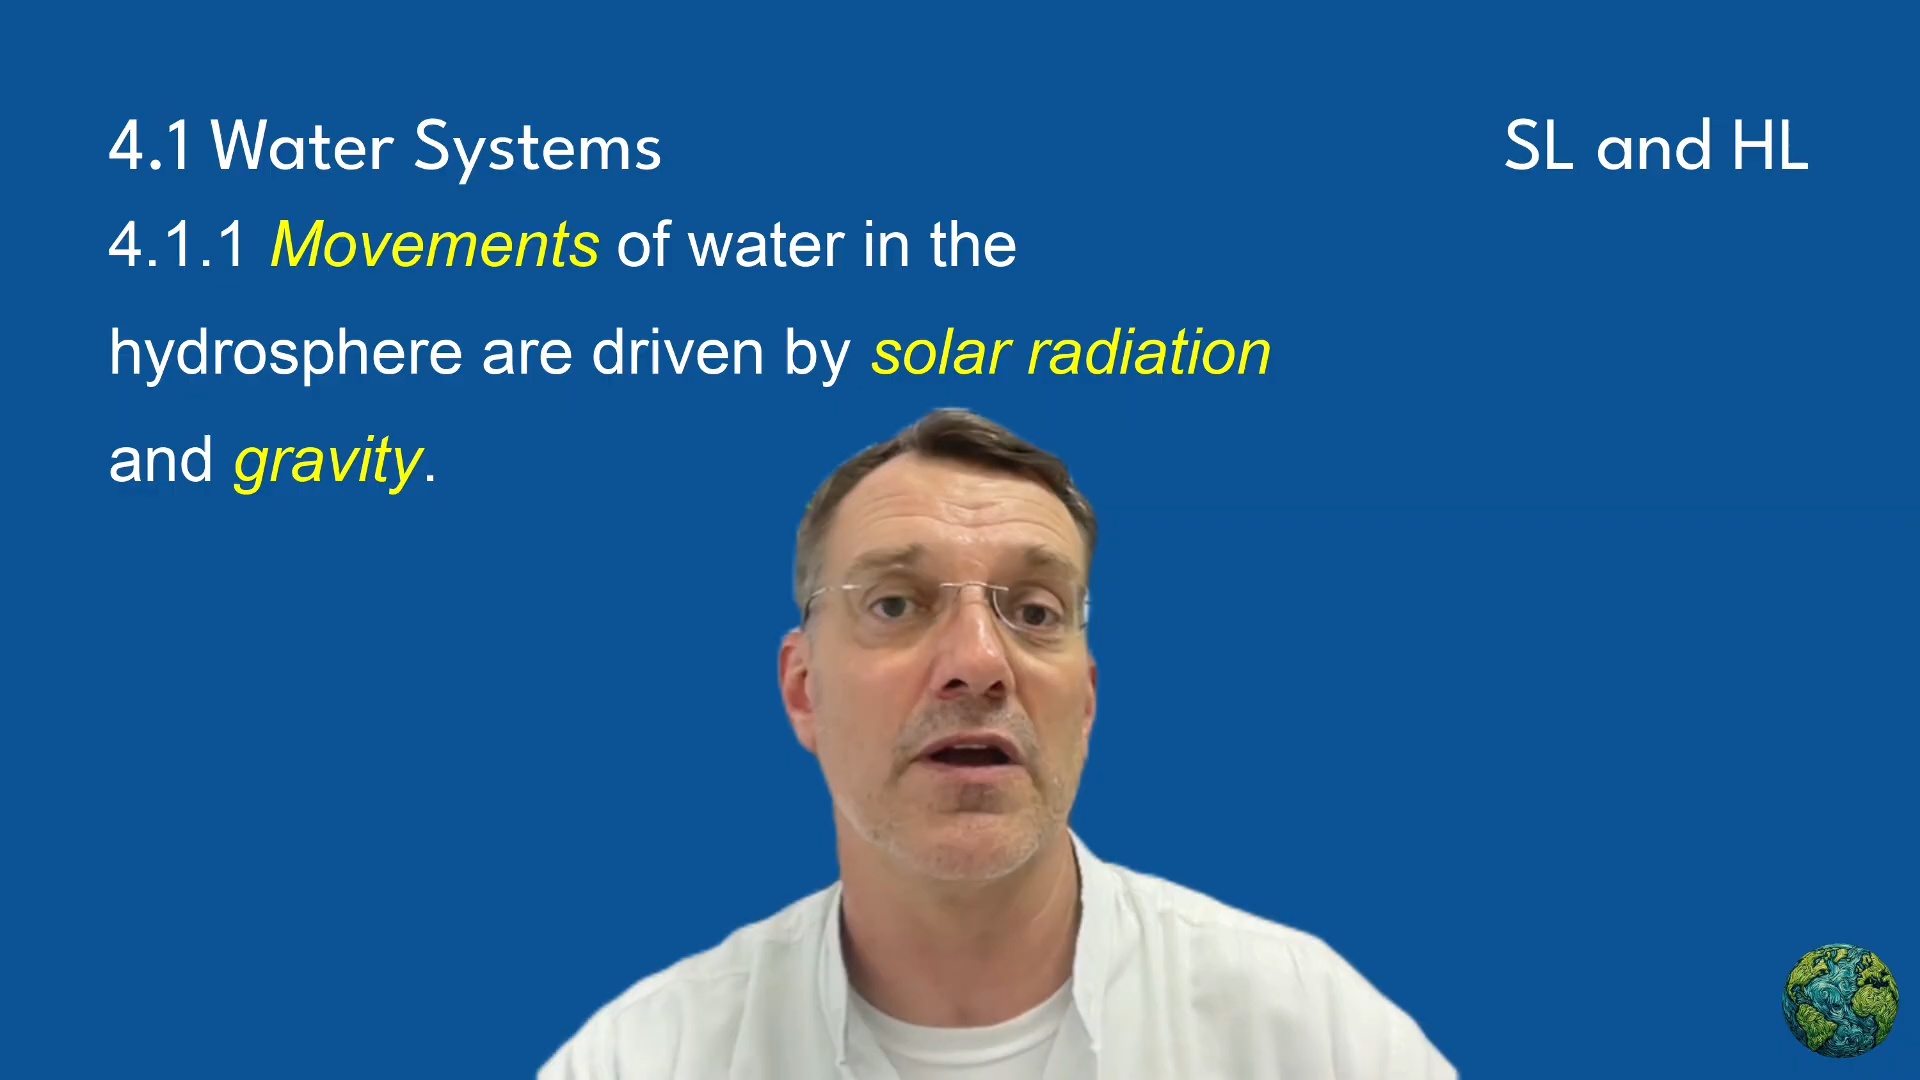 4.1 Water Systems
SL and HL
4.1.1 Movements of water in the
hydrosphere are driven by solar radiation
and gravity.